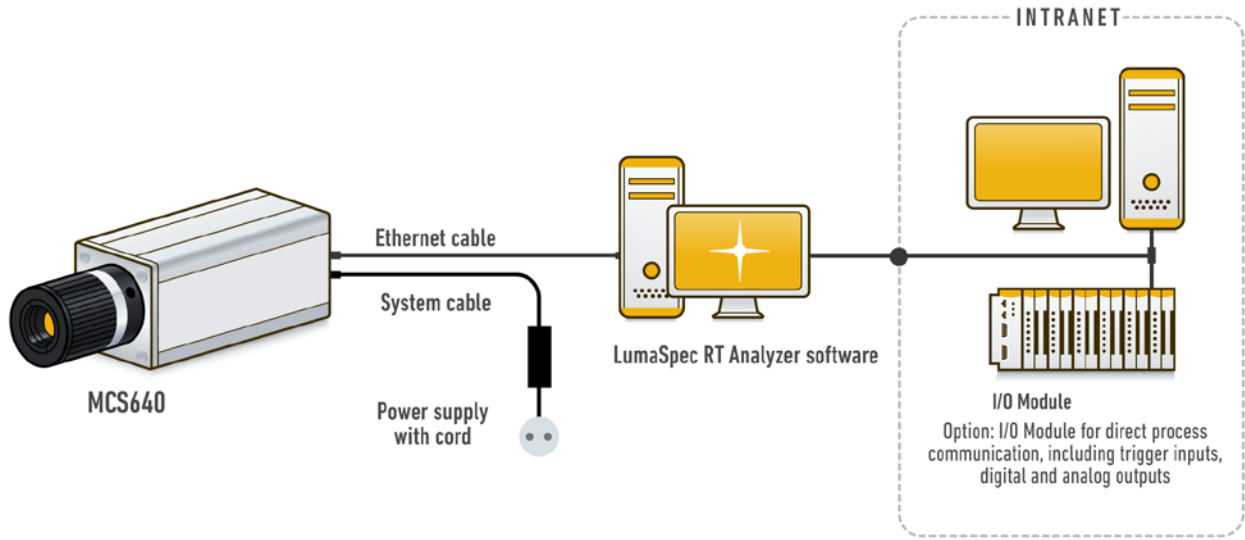 INTRANET
Ethernet cable
System cable
LumaSpec RT Analyzer software
MCS640
Power supply
with cord
I/O Module
Option: I/O Module for direct process
communication, including trigger inputs,
digital and analog outputs